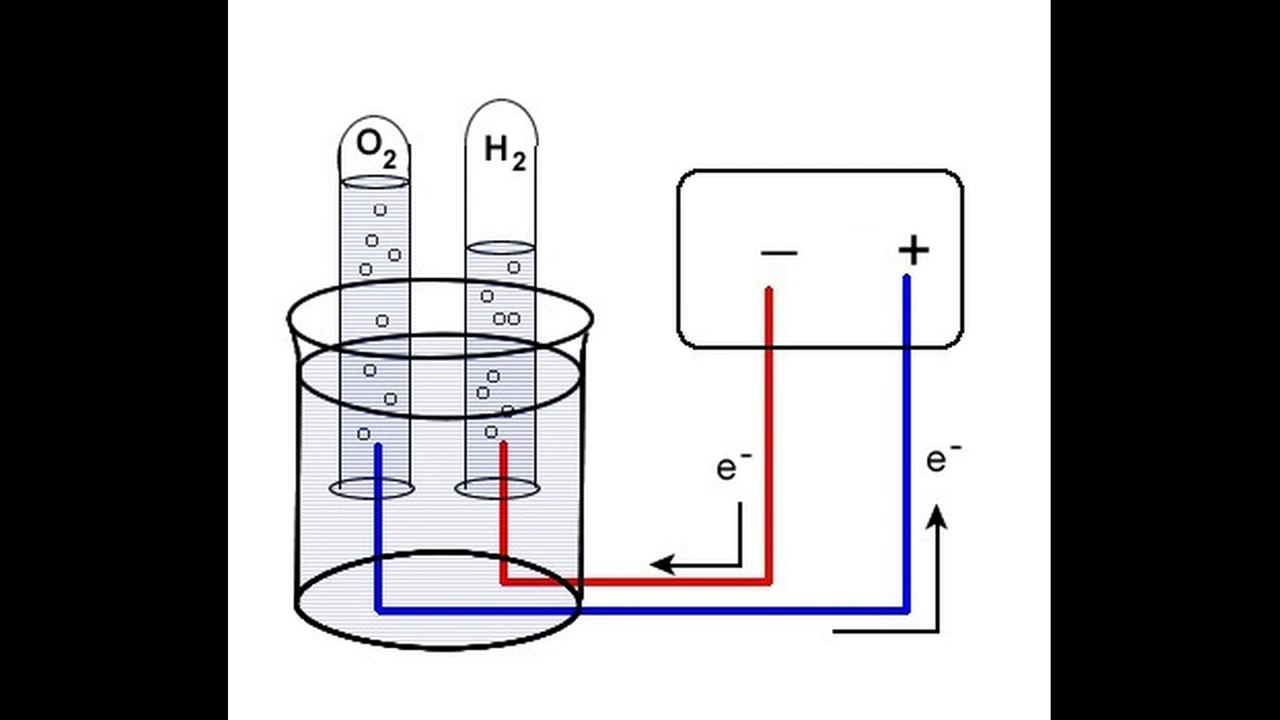 O₂
H₂
— +
e⁻
e⁻